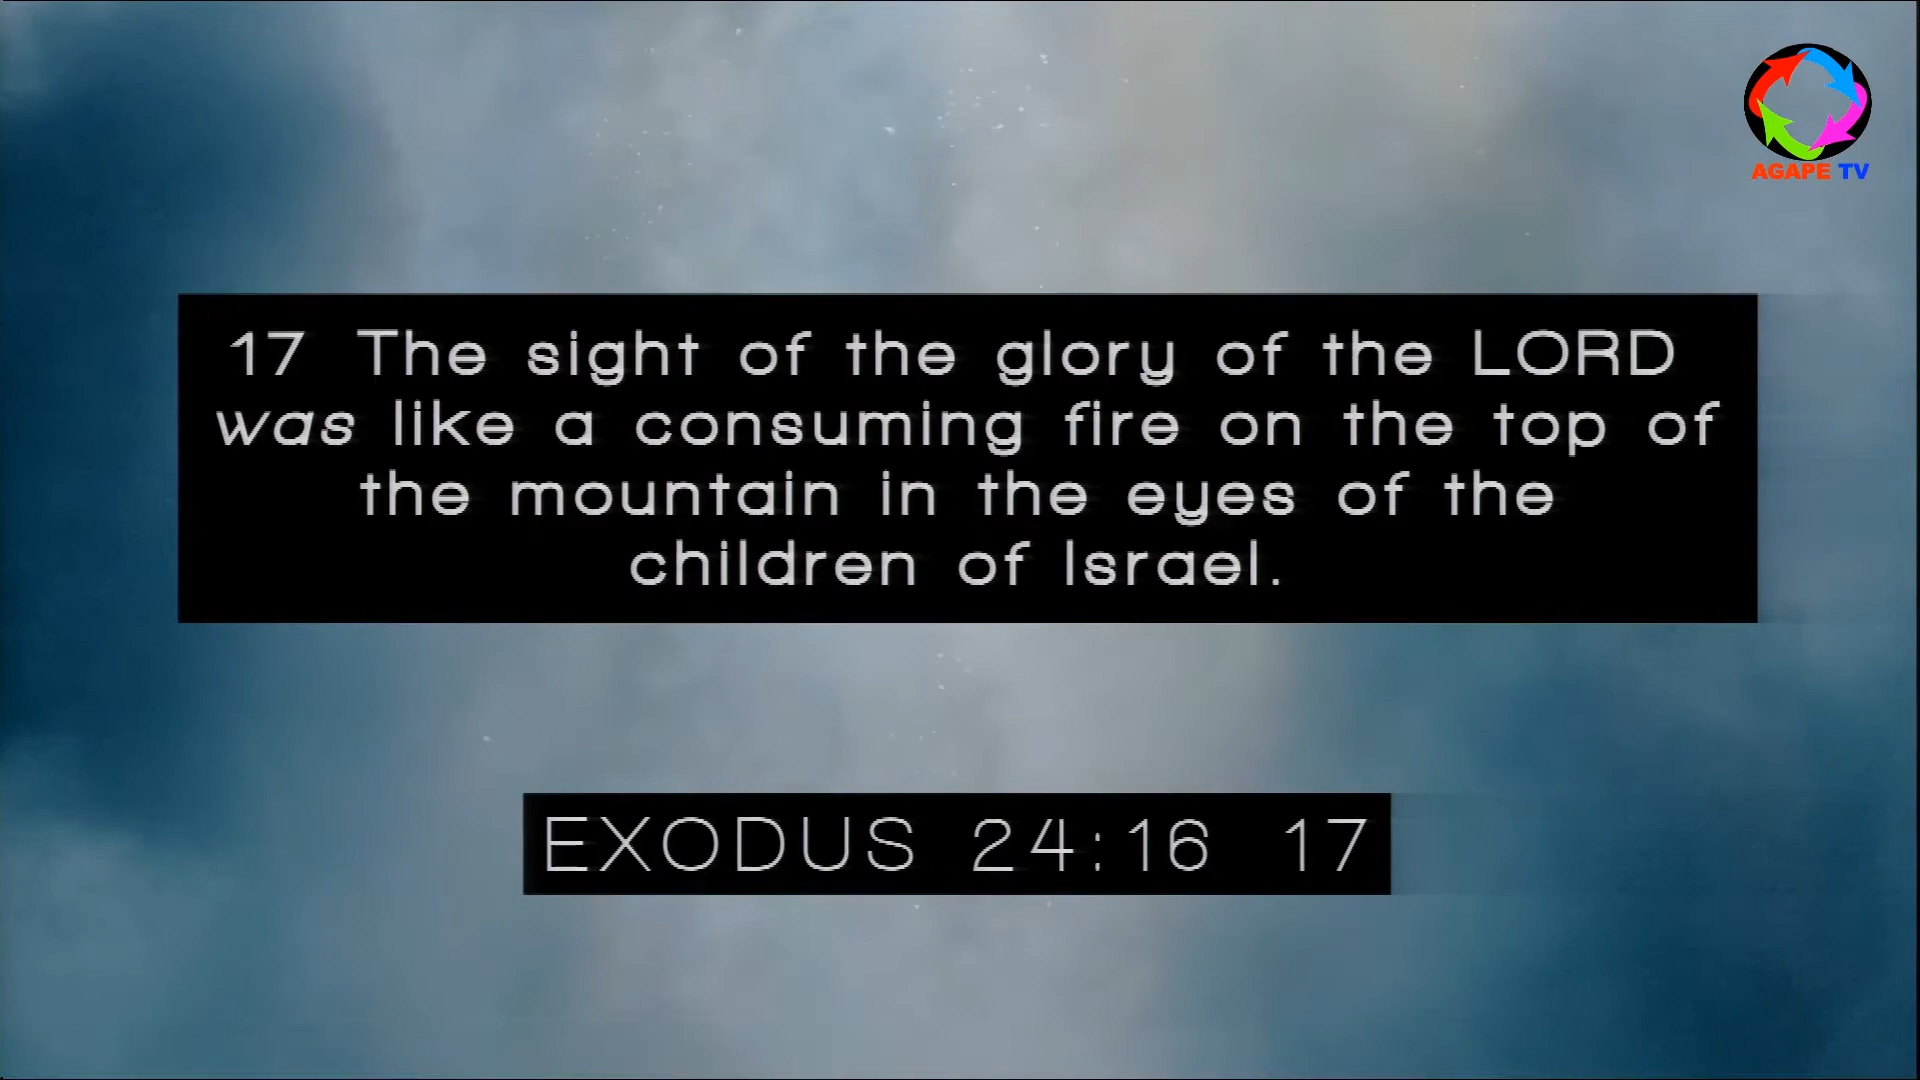 AGAPE TV
17 The sight of the glory of the LORD
was like a consuming fire on the top of
the mountain in the eyes of the
children of Israel.
EXODUS 24:16 17